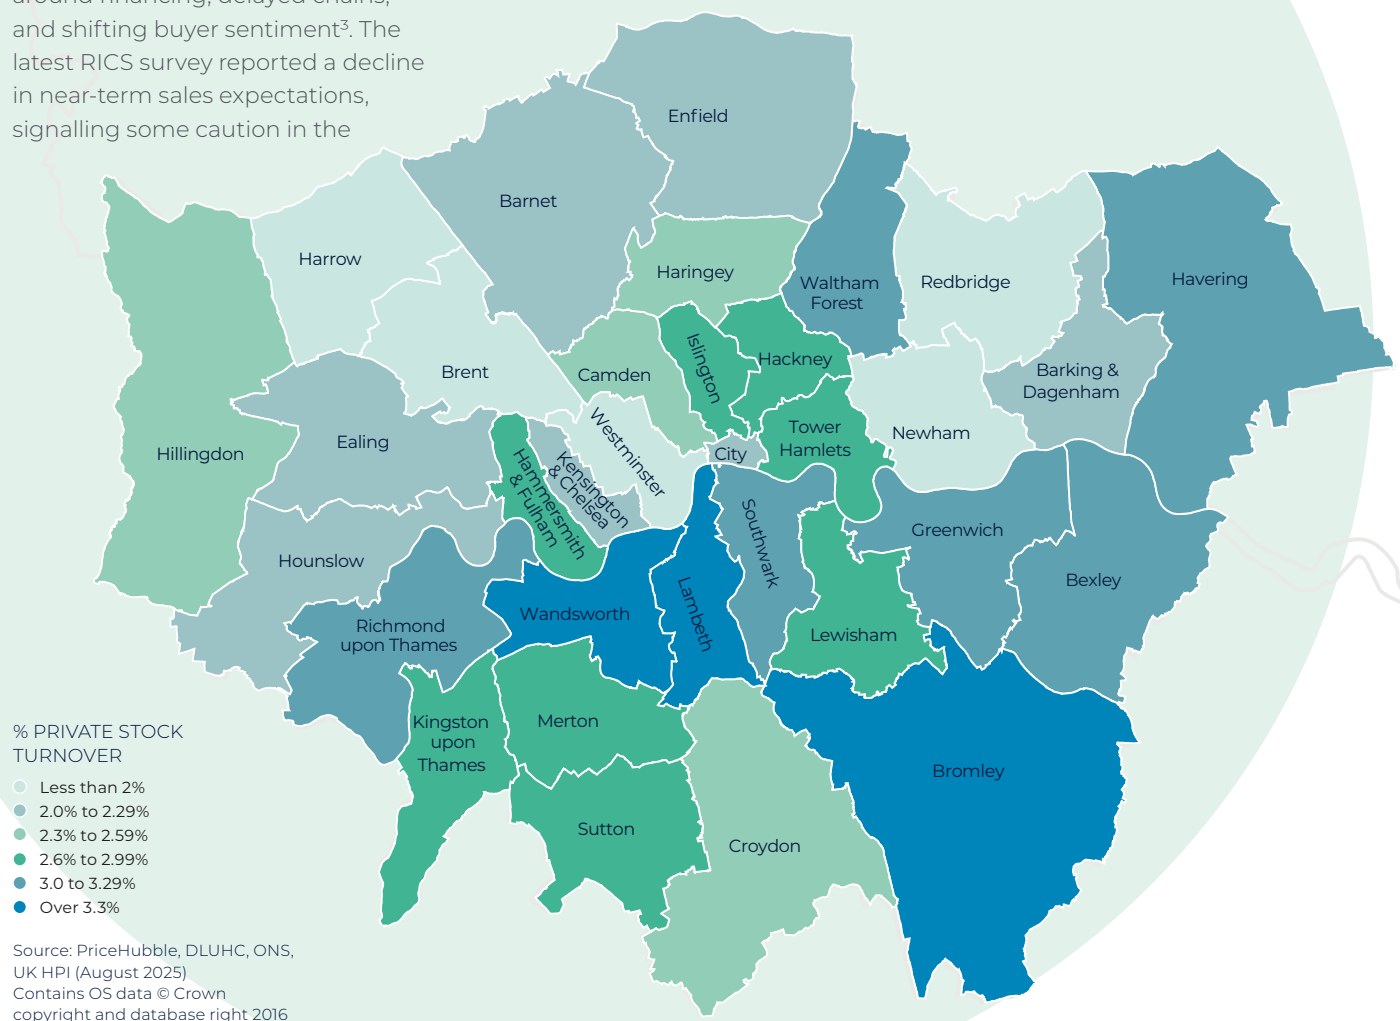 around financing, delayed chains,
and shifting buyer sentiment³. The
latest RICS survey reported a decline
in near-term sales expectations,
signalling some caution in the
Enfield
Barnet
Harrow
Haringey
Waltham
Forest
Redbridge
Havering
Brent
Camden
Islington
Hackney
Barking &
Dagenham
Hillingdon
Ealing
Westminster
Tower
Hamlets
Newham
City
Hammersmith
& Fulham
Kensington
& Chelsea
Hounslow
Southwark
Greenwich
Bexley
Richmond
upon Thames
Wandsworth
Lambeth
Lewisham
Kingston
upon
Thames
Merton
Sutton
Croydon
Bromley
% PRIVATE STOCK
TURNOVER
Less than 2%
2.0% to 2.29%
2.3% to 2.59%
2.6% to 2.99%
3.0 to 3.29%
Over 3.3%
Source: PriceHubble, DLUHC, ONS,
UK HPI (August 2025)
Contains OS data © Crown
copyright and database right 2016